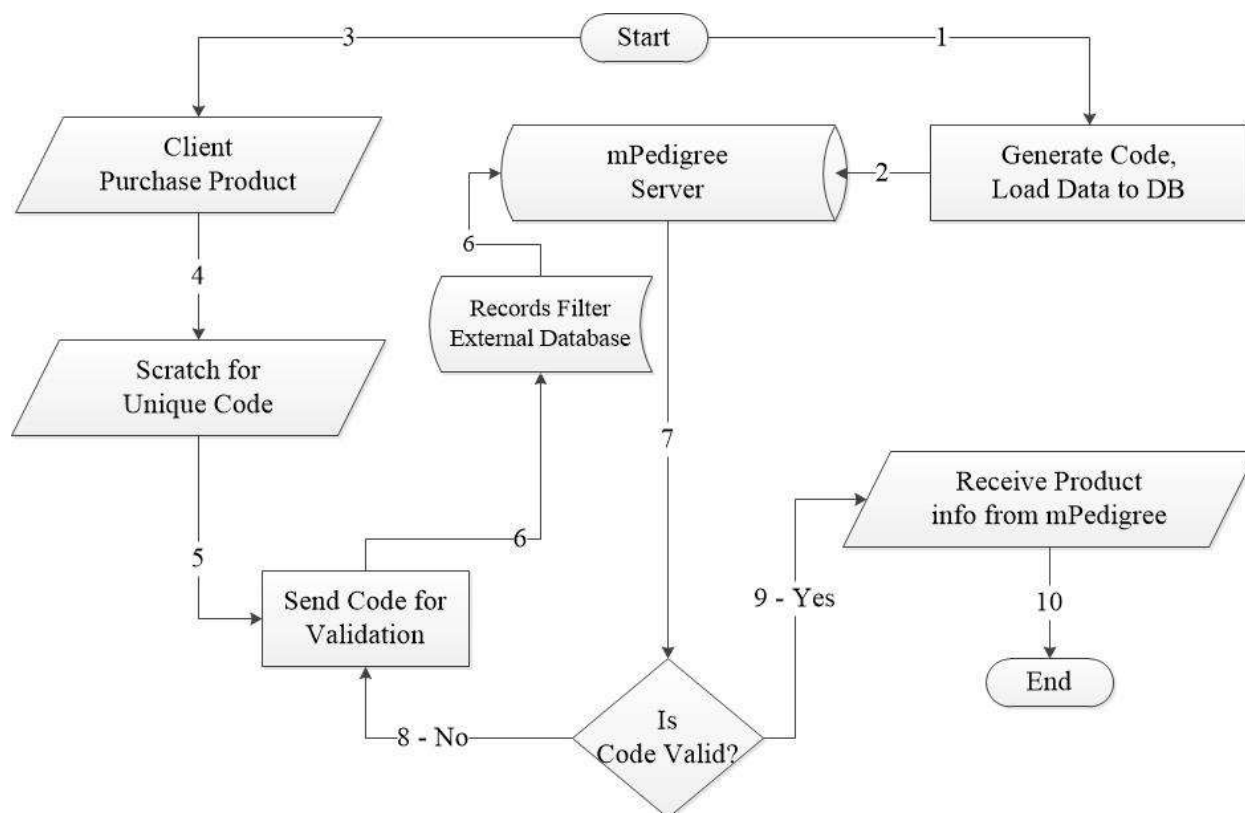 3
Start
1
Client
Purchase Product
mPedigree
Server
2
Generate Code,
Load Data to DB
6
4
Records Filter
External Database
Scratch for
Unique Code
7
Receive Product
info from mPedigree
5
6
Send Code for
Validation
9 - Yes
10
End
8 - No
Is
Code Valid?